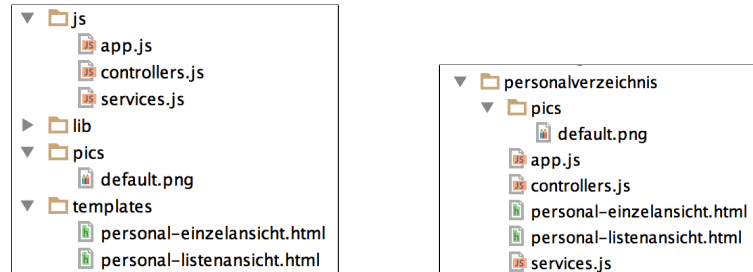 js
app.js
controllers.js
services.js
lib
pics
default.png
templates
personal-einzelansicht.html
personal-listenansicht.html
personalverzeichnis
pics
default.png
app.js
controllers.js
personal-einzelansicht.html
personal-listenansicht.html
services.js